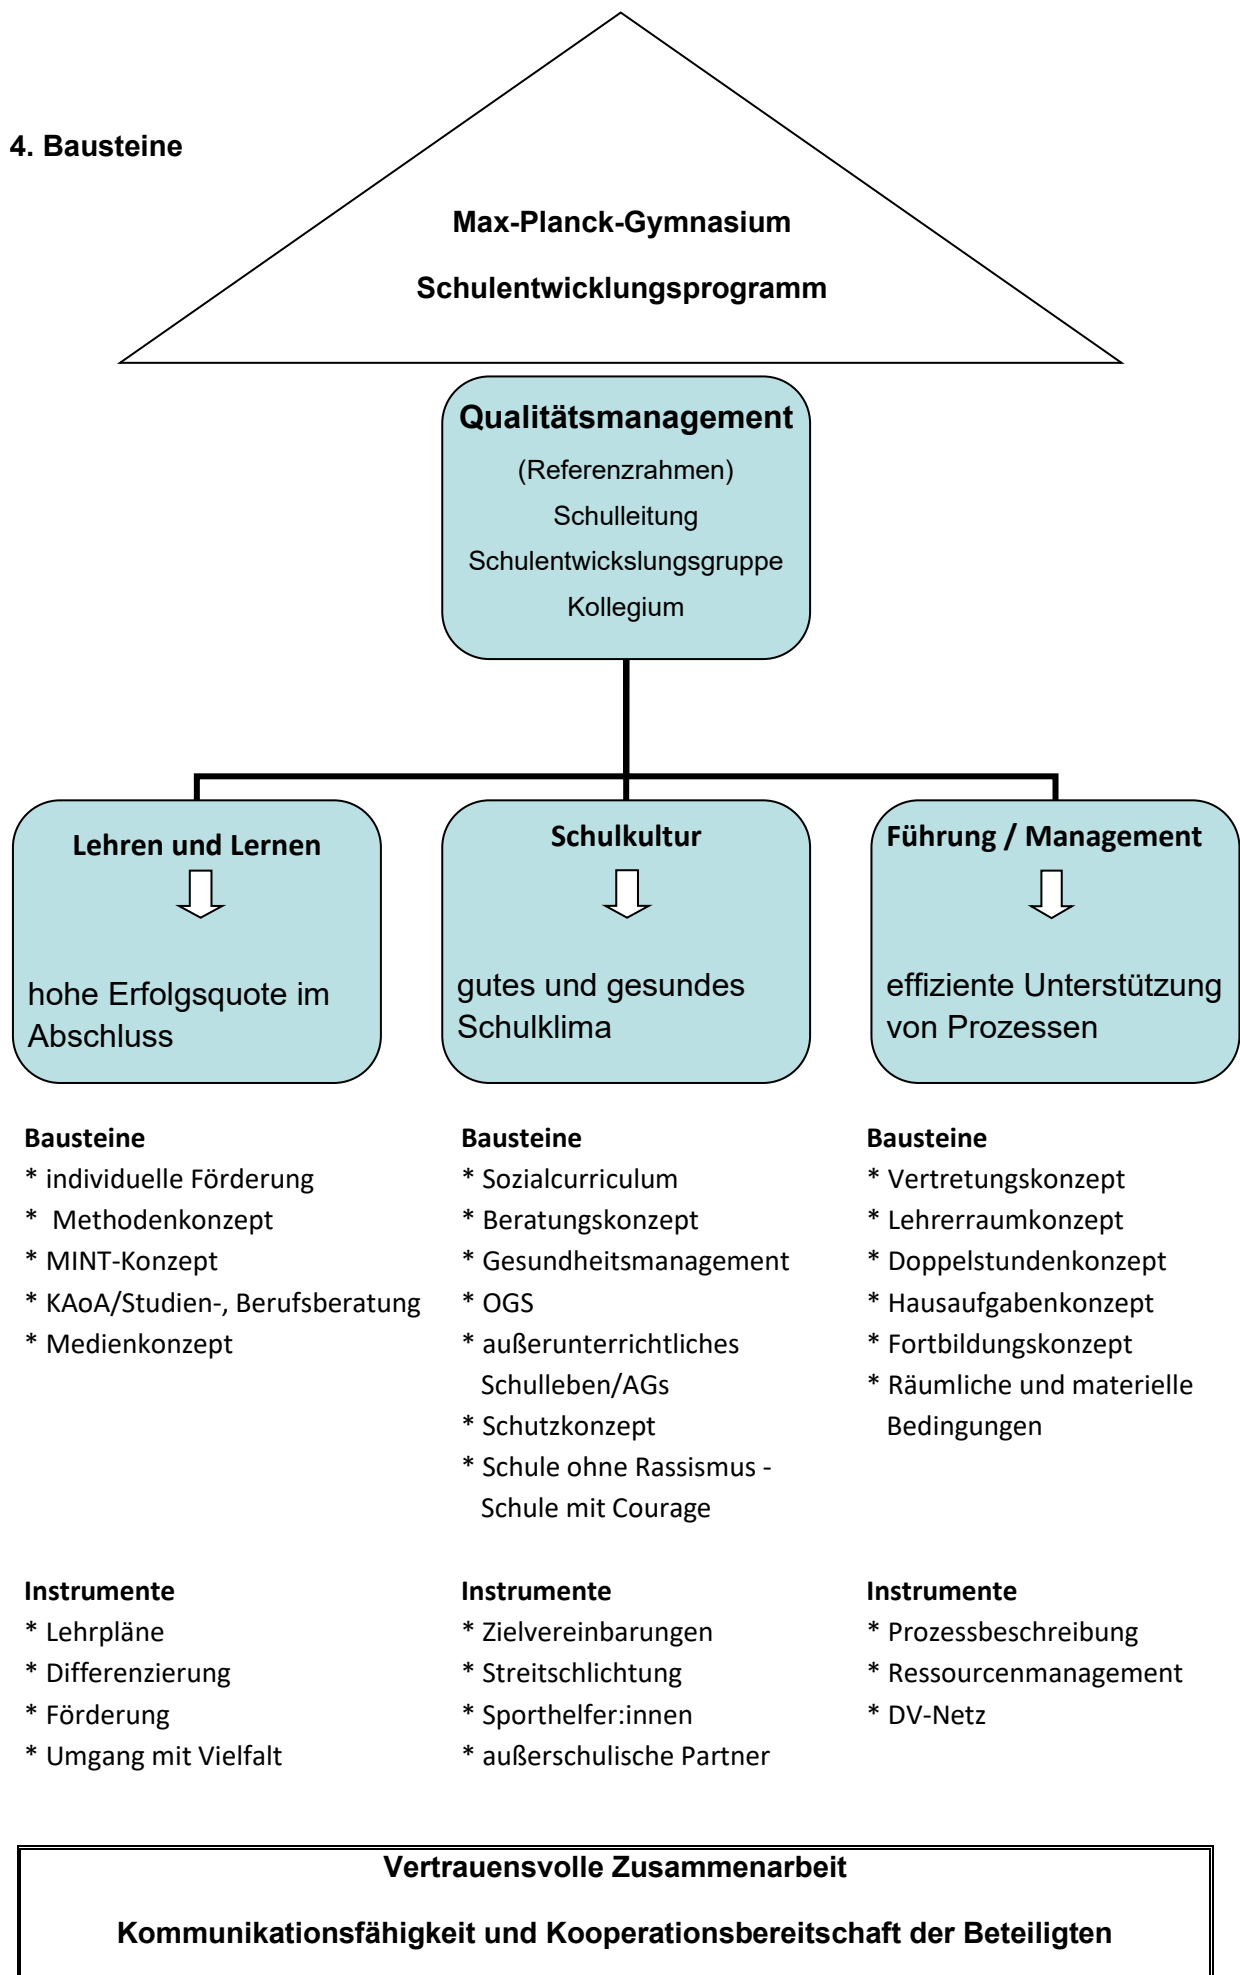 4. Bausteine
Max-Planck-Gymnasium
Schulentwicklungsprogramm
Qualitätsmanagement
(Referenzrahmen)
Schulleitung
Schulentwickslungsgruppe
Kollegium
Lehren und Lernen
hohe Erfolgsquote im
Abschluss
Schulkultur
gutes und gesundes
Schulklima
Führung / Management
effiziente Unterstützung
von Prozessen
Bausteine
* individuelle Förderung
* Methodenkonzept
* MINT-Konzept
* KAoA/Studien-, Berufsberatung
* Medienkonzept
Bausteine
* Sozialcurriculum
* Beratungskonzept
* Gesundheitsmanagement
* OGS
* außerunterrichtliches
Schulleben/AGs
* Schutzkonzept
* Schule ohne Rassismus -
Schule mit Courage
Bausteine
* Vertretungskonzept
* Lehrerraumkonzept
* Doppelstundenkonzept
* Hausaufgabenkonzept
* Fortbildungskonzept
* Räumliche und materielle
Bedingungen
Instrumente
* Lehrpläne
* Differenzierung
* Förderung
* Umgang mit Vielfalt
Instrumente
* Zielvereinbarungen
* Streitschlichtung
* Sporthelfer:innen
* außerschulische Partner
Instrumente
* Prozessbeschreibung
* Ressourcenmanagement
* DV-Netz
Vertrauensvolle Zusammenarbeit
Kommunikationsfähigkeit und Kooperationsbereitschaft der Beteiligten